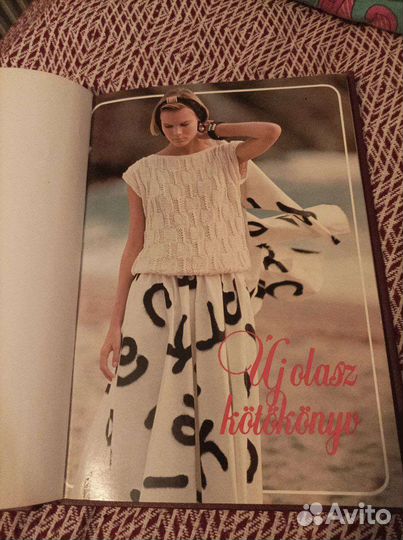 Új olasz
kötőkönyv
Avito